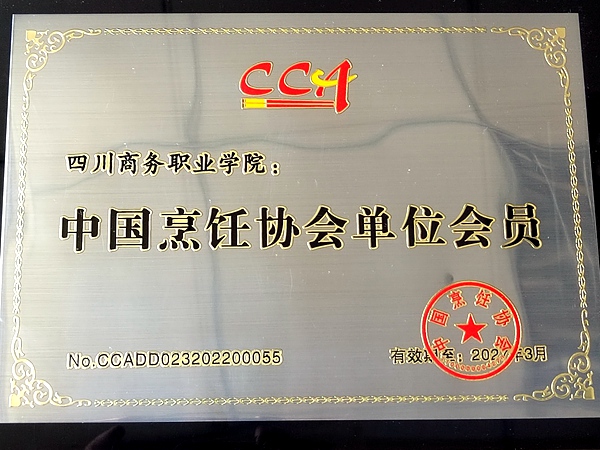 CCA
四川商务职业学院:
中国烹饪协会单位会员
中国烹饪协会
No.CCADD023202200055
有效期至: 202 年3月